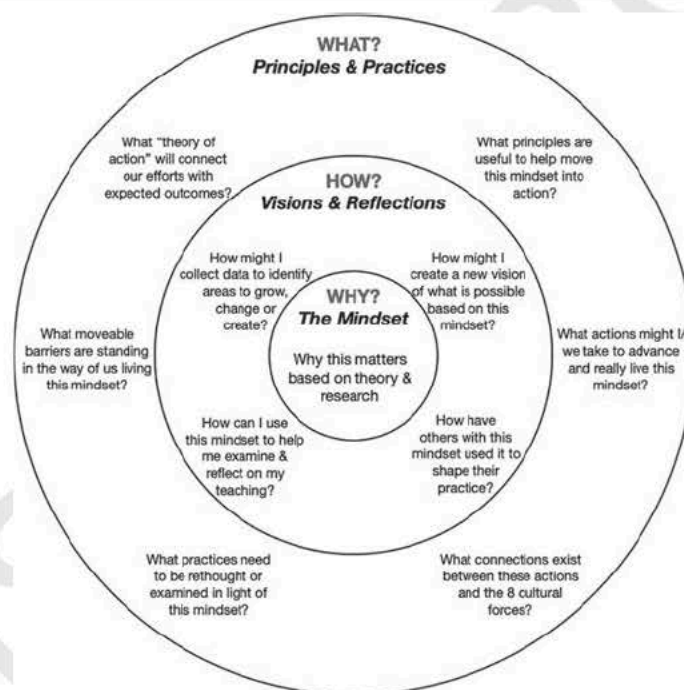 WHAT?
Principles & Practices
What "theory of
action" will connect
our efforts with
expected outcomes?
What principles are
useful to help move
this mindset into
action?
HOW?
Visions & Reflections
How might I
collect data to identify
areas to grow,
change or
create?
How might I
create a new vision
of what is possible
based on this
mindset?
WHY?
The Mindset
Why this matters
based on theory &
research
What moveable
barriers are standing
in the way of us living
this mindset?
What actions might I/
we take to advance
and really live this
mindset?
How can I use
this mindset to help
me examine &
reflect on my
teaching?
How have
others with this
mindset used it to
shape their
practice?
What practices need
to be rethought or
examined in light of
this mindset?
What connections exist
between these actions
and the 8 cultural
forces?